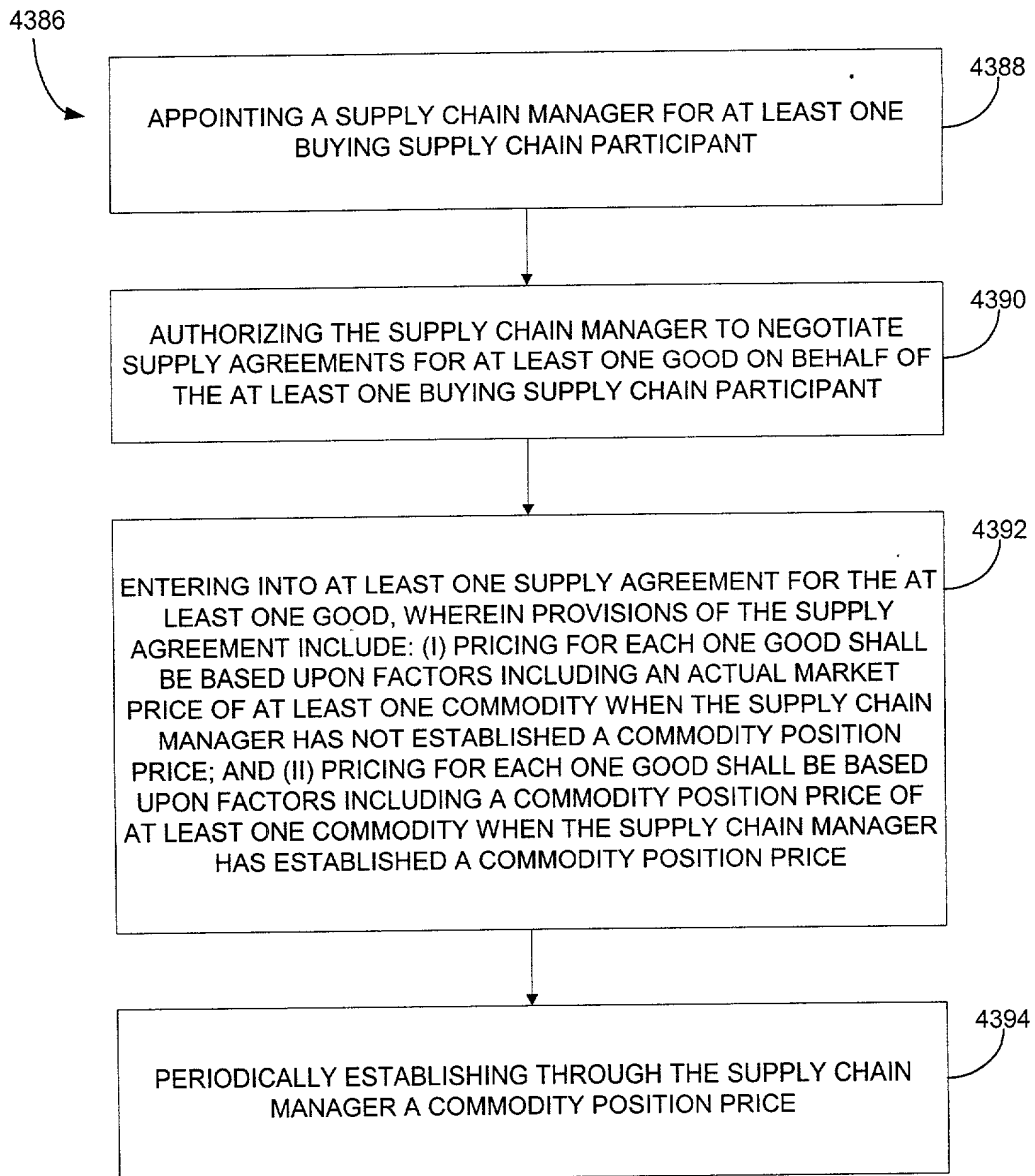 4386
4388
APPOINTING A SUPPLY CHAIN MANAGER FOR AT LEAST ONE
BUYING SUPPLY CHAIN PARTICIPANT
4390
AUTHORIZING THE SUPPLY CHAIN MANAGER TO NEGOTIATE
SUPPLY AGREEMENTS FOR AT LEAST ONE GOOD ON BEHALF OF
THE AT LEAST ONE BUYING SUPPLY CHAIN PARTICIPANT
4392
ENTERING INTO AT LEAST ONE SUPPLY AGREEMENT FOR THE AT
LEAST ONE GOOD, WHEREIN PROVISIONS OF THE SUPPLY
AGREEMENT INCLUDE: (I) PRICING FOR EACH ONE GOOD SHALL
BE BASED UPON FACTORS INCLUDING AN ACTUAL MARKET
PRICE OF AT LEAST ONE COMMODITY WHEN THE SUPPLY CHAIN
MANAGER HAS NOT ESTABLISHED A COMMODITY POSITION
PRICE; AND (II) PRICING FOR EACH ONE GOOD SHALL BE BASED
UPON FACTORS INCLUDING A COMMODITY POSITION PRICE OF
AT LEAST ONE COMMODITY WHEN THE SUPPLY CHAIN MANAGER
HAS ESTABLISHED A COMMODITY POSITION PRICE
4394
PERIODICALLY ESTABLISHING THROUGH THE SUPPLY CHAIN
MANAGER A COMMODITY POSITION PRICE